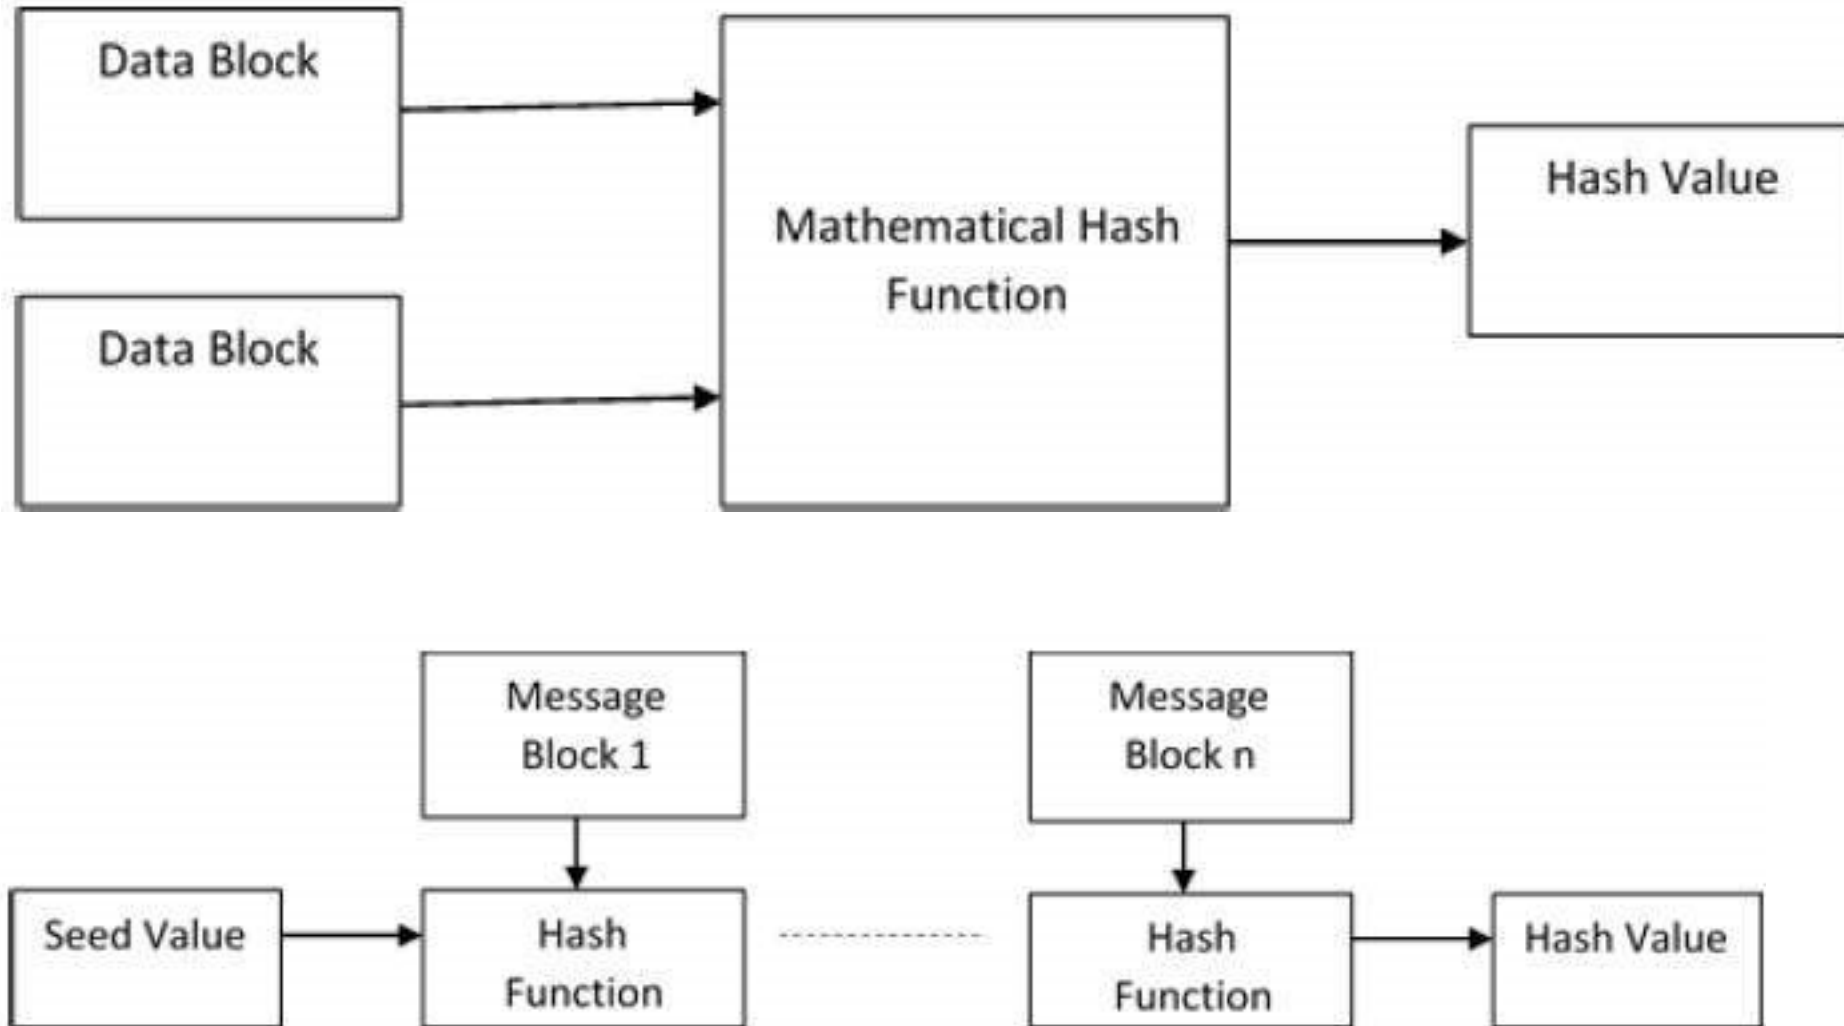 Data Block
Mathematical Hash
Function
Hash Value
Data Block
Message
Block 1
Message
Block n
Seed Value
Hash
Function
Hash
Function
Hash Value